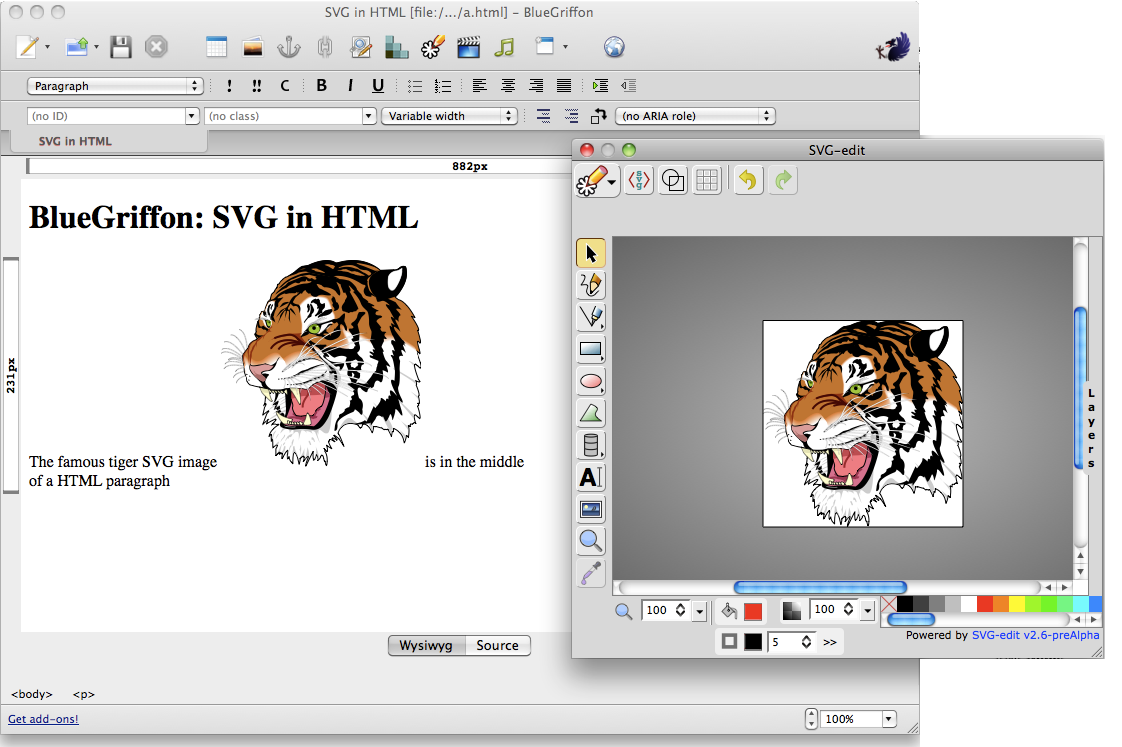 SVG in HTML [file:/.../a.html] – BlueGriffon
Paragraph
! !! C B I U
(no ID) (no class) Variable width (no ARIA role)
SVG in HTML
882px
231px
BlueGriffon: SVG in HTML
The famous tiger SVG image is in the middle
of a HTML paragraph
Wysiwyg Source
<body> <p>
Get add-ons!
100%
SVG-edit
svg
A
Layers
100 100
5 >>
Powered by SVG-edit v2.6-preAlpha